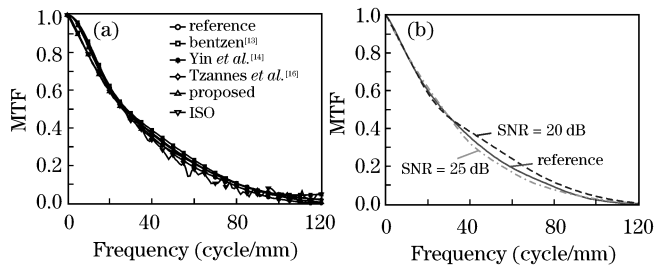 (a)
reference
bentzen[13]
Yin et al.[14]
Tzannes et al.[16]
proposed
ISO
MTF
1.0
0.8
0.6
0.4
0.2
0.0
0 40 80 120
Frequency (cycle/mm)
(b)
SNR = 20 dB
reference
SNR = 25 dB
MTF
1.0
0.8
0.6
0.4
0.2
0.0
0 40 80 120
Frequency (cycle/mm)